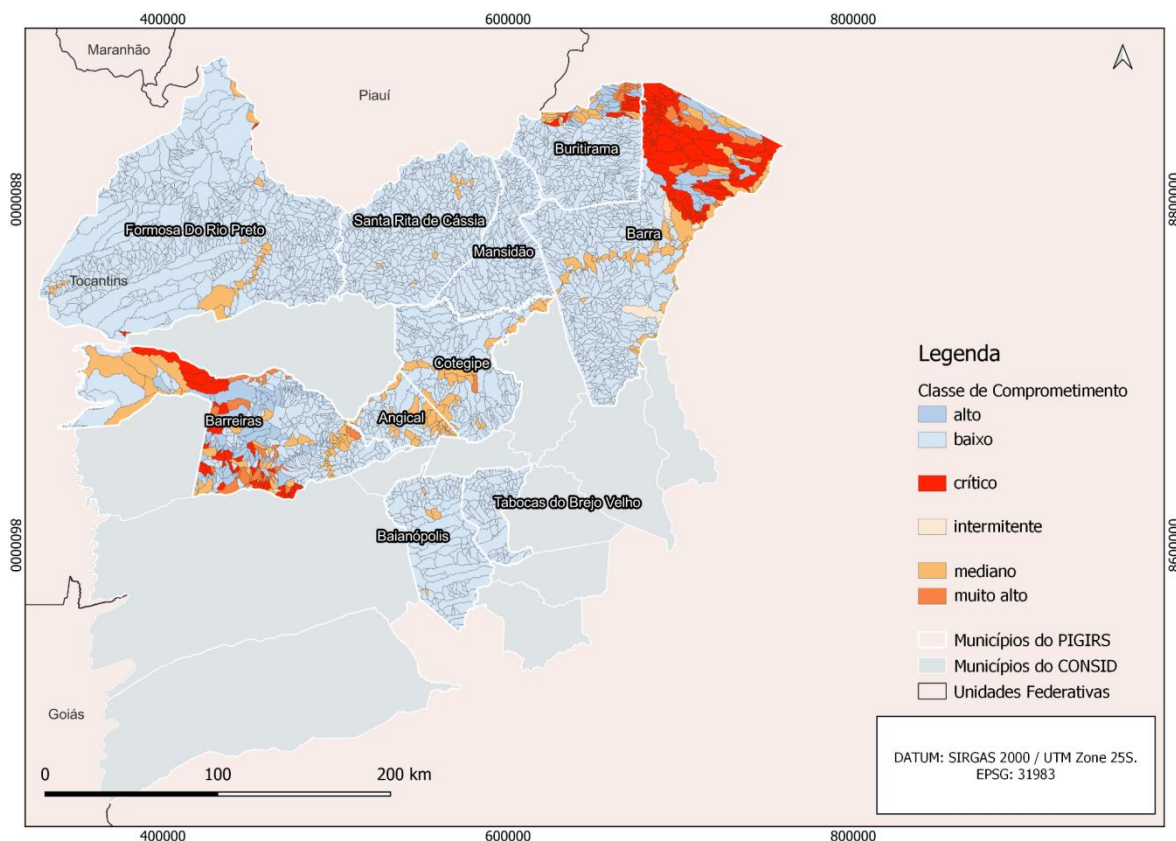 400000
600000
800000
Maranhão
Piauí
Buritirama
8800000
8800000
Santa Rita de Cássia
Formosa Do Rio Preto
Barra
Mansidão
Tocantins
Legenda
Cotegipe
Classe de Comprometimento
alto
Angical
Barreiras
baixo
crítico
Tabocas do Brejo Velho
intermitente
Baianópolis
8600000
8600000
mediano
muito alto
Municípios do PIGIRS
Municípios do CONSID
Unidades Federativas
Goiás
DATUM: SIRGAS 2000 / UTM Zone 25S.
EPSG: 31983
0 100 200 km
400000
600000
800000